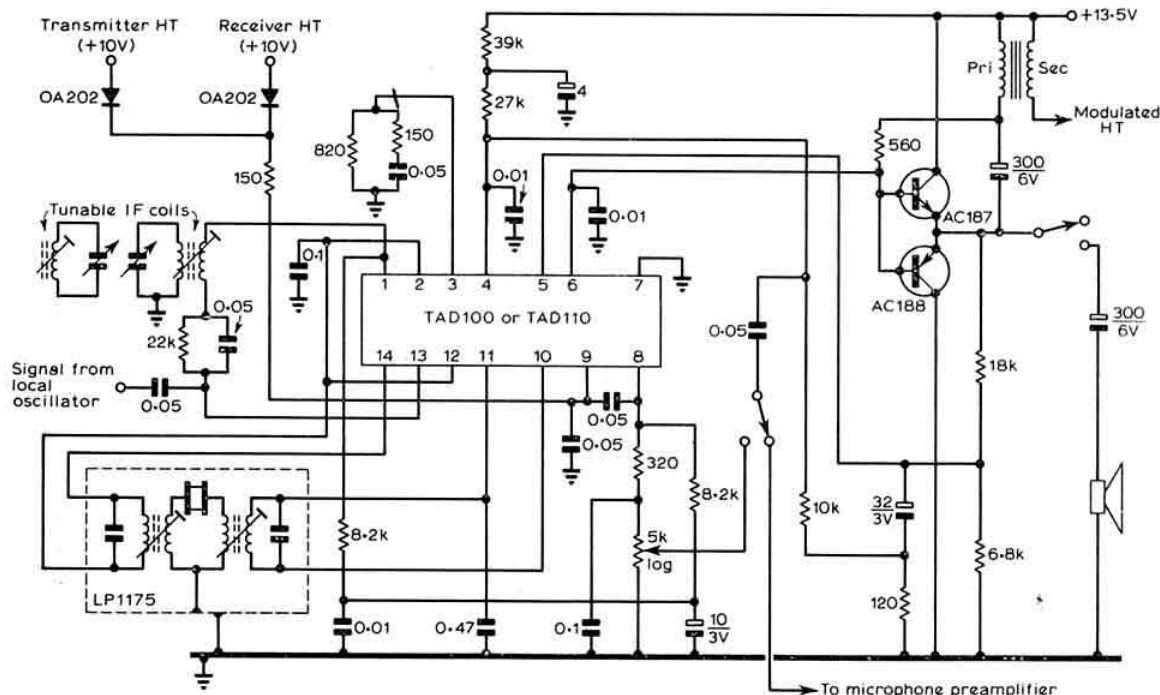 Transmitter HT
(+10V)
Receiver HT
(+10V)
OA202
OA202
39k
+13.5V
Pri
Sec
4
27k
Modulated
HT
820
150
0.05
150
560
0.01
0.01
300
6V
AC187
Tunable IF coils
0.1
1
2
3
4
5
6
7
TAD100 or TAD110
AC188
0.05
22k
0.05
300
6V
14
13
12
11
10
9
8
18k
Signal from
local
oscillator
0.05
0.05
0.05
320
8.2k
10k
32
3V
8.2k
5k
log
6.8k
LP1175
120
0.01
0.47
0.1
10
3V
To microphone preamplifier